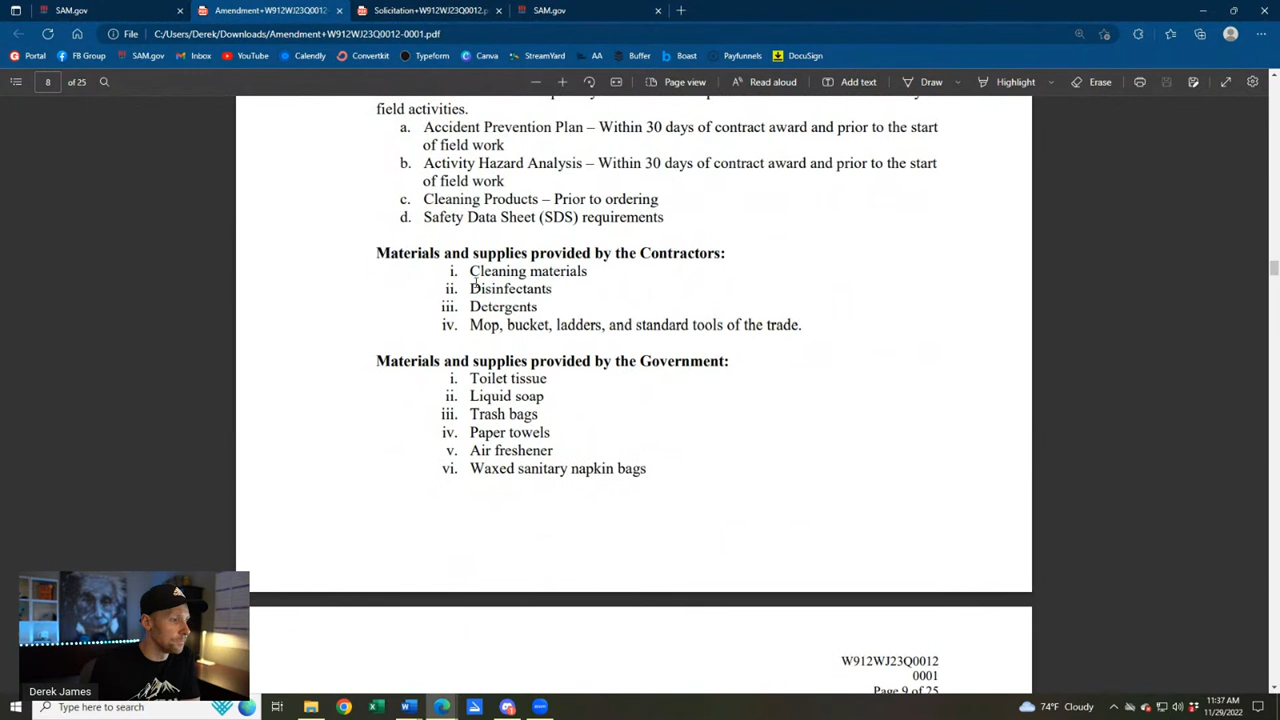 SAM.gov
Amendment+W912WJ23Q0012-
Solicitation+W912WJ23Q0012.p
SAM.gov
File
C:/Users/Derek/Downloads/Amendment+W912WJ23Q0012-0001.pdf
Portal
FB Group
SAM.gov
Inbox
YouTube
Calendly
Convertkit
Typeform
Canva
StreamYard
AA
Buffer
Boast
Payfunnels
DocuSign
8 of 25
Page view
Read aloud
Add text
Draw
Highlight
Erase
field activities.
a. Accident Prevention Plan – Within 30 days of contract award and prior to the start
of field work
b. Activity Hazard Analysis – Within 30 days of contract award and prior to the start
of field work
c. Cleaning Products – Prior to ordering
d. Safety Data Sheet (SDS) requirements
Materials and supplies provided by the Contractors:
i. Cleaning materials
ii. Disinfectants
iii. Detergents
iv. Mop, bucket, ladders, and standard tools of the trade.
Materials and supplies provided by the Government:
i. Toilet tissue
ii. Liquid soap
iii. Trash bags
iv. Paper towels
v. Air freshener
vi. Waxed sanitary napkin bags
W912WJ23Q0012
0001
Page 9 of 25
Derek James
Type here to search
74°F Cloudy
11:37 AM
11/29/2022